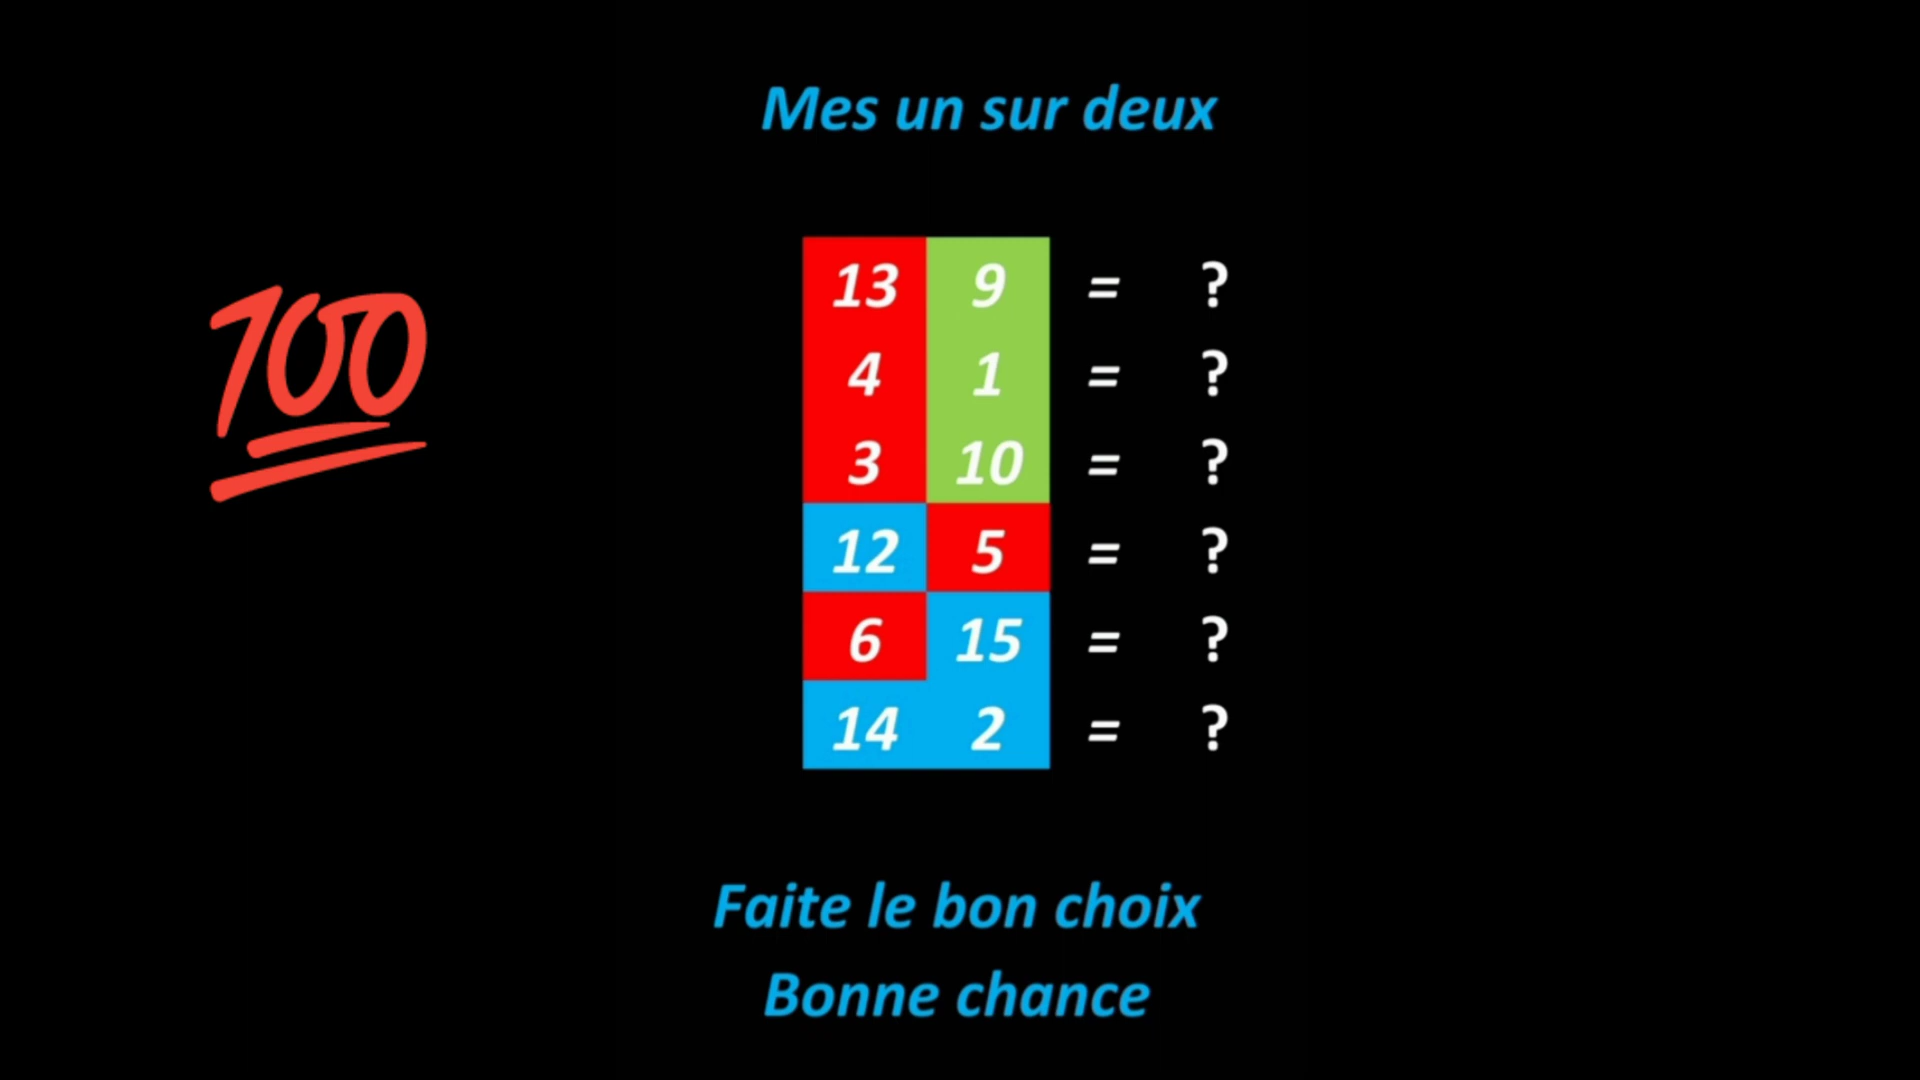 Mes un sur deux
100
13 9 = ?
4 1 = ?
3 10 = ?
12 5 = ?
6 15 = ?
14 2 = ?
Faite le bon choix
Bonne chance